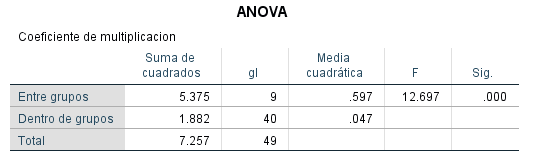 ANOVA
Coeficiente de multiplicacion
Suma de cuadrados gl Media cuadrática F Sig.
Entre grupos 5.375 9 .597 12.697 .000
Dentro de grupos 1.882 40 .047
Total 7.257 49